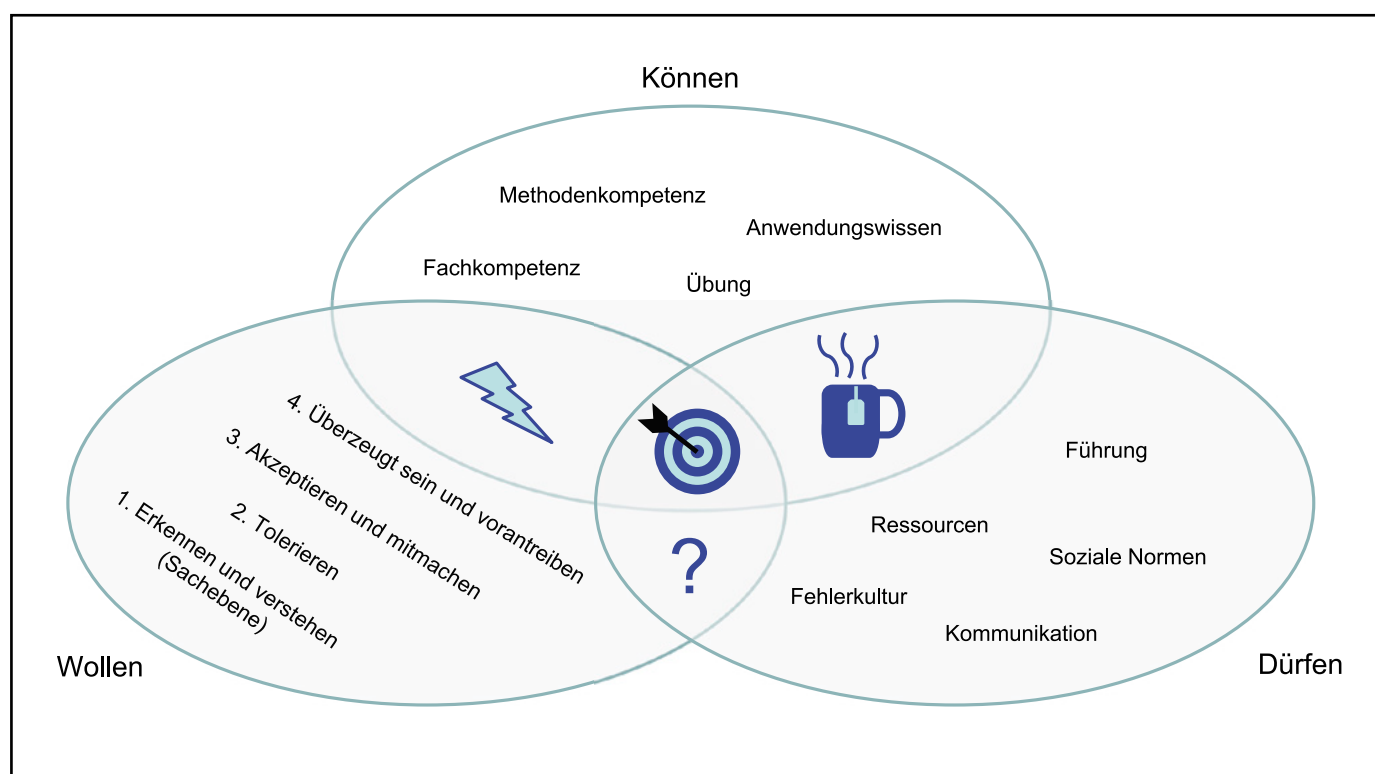 Können
Methodenkompetenz
Anwendungswissen
Fachkompetenz
Übung
4. Überzeugt sein und vorantreiben
3. Akzeptieren und mitmachen
2. Tolerieren
1. Erkennen und verstehen
(Sachebene)
Wollen
?
Führung
Ressourcen
Soziale Normen
Fehlerkultur
Kommunikation
Dürfen